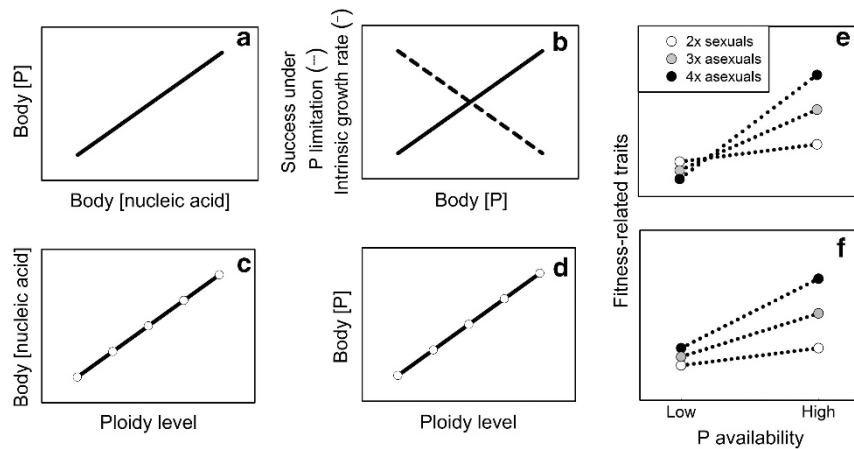 a
Body [P]
Body [nucleic acid]
b
Success under
P limitation (--)
Intrinsic growth rate (-)
Body [P]
c
Body [nucleic acid]
Ploidy level
d
Body [P]
Ploidy level
e
2x sexuals
3x asexuals
4x asexuals
Fitness-related traits
f
Low
High
P availability